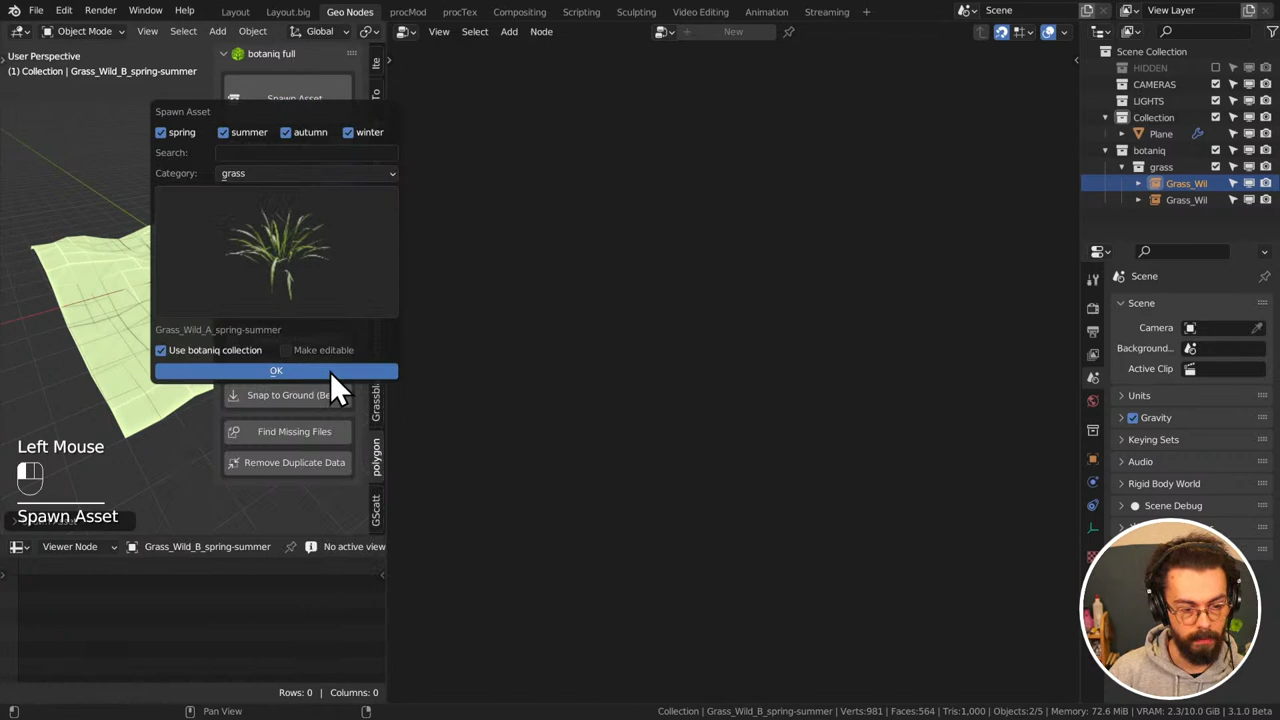 File Edit Render Window Help Layout Layout.big Geo Nodes procMod procTex Compositing Scripting Sculpting Video Editing Animation Streaming + Scene View Layer
Object Mode View Select Add Object Global View Select Add Node New
User Perspective
(1) Collection | Grass_Wild_B_spring-summer
botaniq full
Spawn Asset
Spawn Asset
spring summer autumn winter
Search:
Category: grass
Grass_Wild_A_spring-summer
Use botaniq collection Make editable
OK
Snap to Ground (Be
Find Missing Files
Remove Duplicate Data
Ite
To
Grassbl
polygon
GScatt
Left Mouse
Spawn Asset
Viewer Node Grass_Wild_B_spring-summer No active view
Rows: 0 | Columns: 0
Scene Collection
HIDDEN
CAMERAS
LIGHTS
Collection
Plane
botaniq
grass
Grass_Wil
Grass_Wil
Scene
Scene
Camera
Background...
Active Clip
Units
Gravity
Keying Sets
Audio
Rigid Body World
Scene Debug
Pan View
Collection | Grass_Wild_B_spring-summer | Verts:981 | Faces:564 | Tris:1,000 | Objects:2/5 | Memory: 72.6 MiB | VRAM: 2.3/10.0 GiB | 3.1.0 Beta